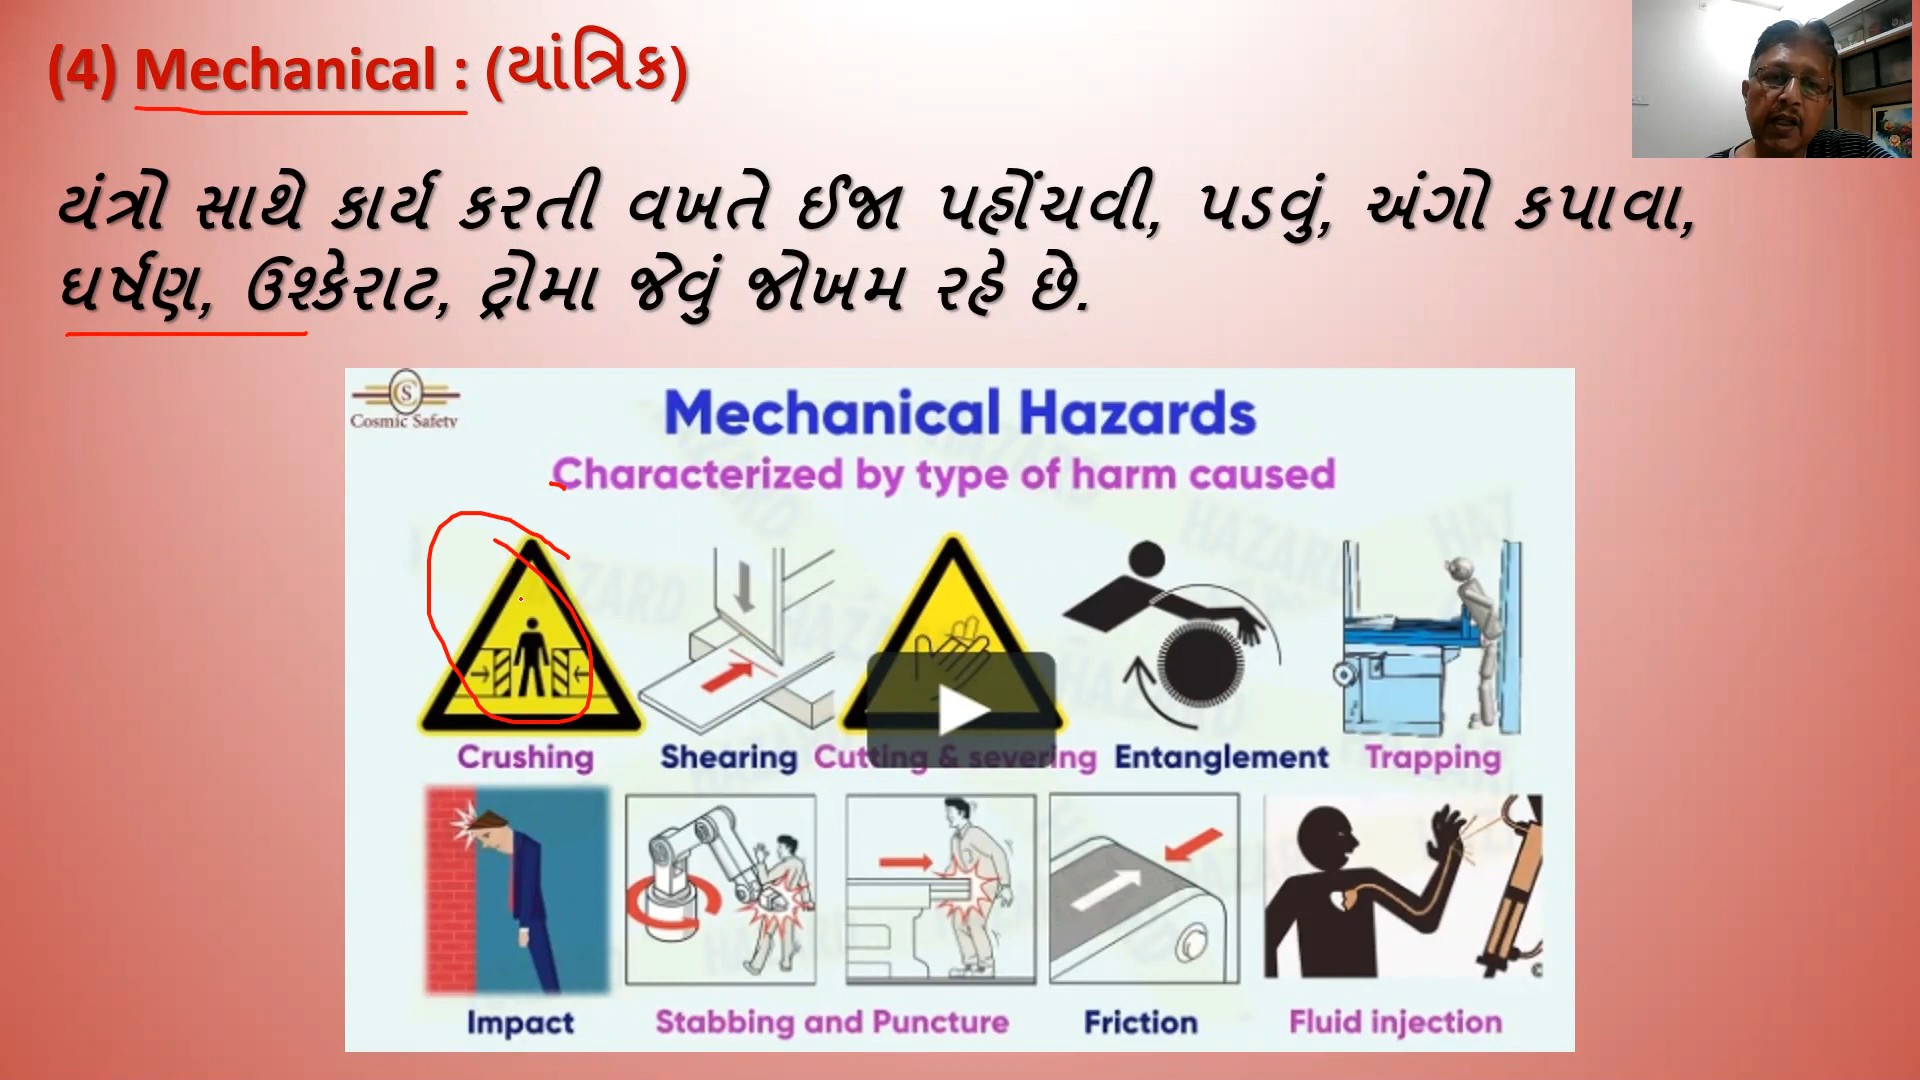 (4) Mechanical : (યાંત્રિક)
યંત્રો સાથે કાર્ય કરતી વખતે ઈજા પહોંચવી, પડવું, અંગો કપાવા,
ઘર્ષણ, ઉશ્કેરાટ, ટ્રોમા જેવું જોખમ રહે છે.
Cosmic Safety
Mechanical Hazards
Characterized by type of harm caused
Crushing Shearing Cutting & severing Entanglement Trapping
Impact Stabbing and Puncture Friction Fluid injection